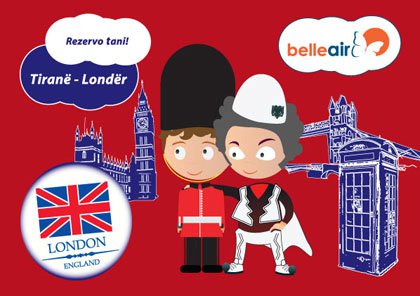 Rezervo tani!
Tiranë - Londër
belleair
LONDON
ENGLAND